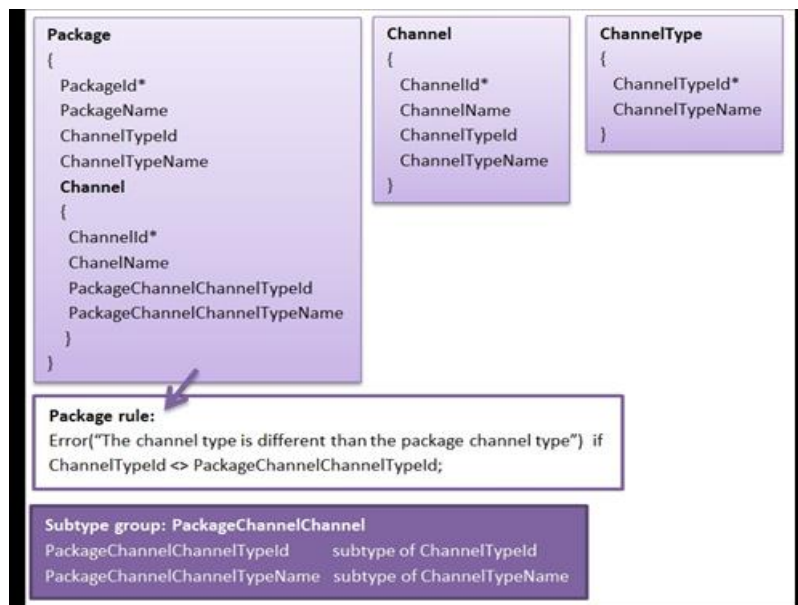 Package
{
PackageId*
PackageName
ChannelTypeId
ChannelTypeName
Channel
{
ChannelId*
ChanelName
PackageChannelChannelTypeId
PackageChannelChannelTypeName
}
}
Channel
{
ChannelId*
ChannelName
ChannelTypeId
ChannelTypeName
}
ChannelType
{
ChannelTypeId*
ChannelTypeName
}
Package rule:
Error(“The channel type is different than the package channel type”) if
ChannelTypeId <> PackageChannelChannelTypeId;
Subtype group: PackageChannelChannel
PackageChannelChannelTypeId subtype of ChannelTypeId
PackageChannelChannelTypeName subtype of ChannelTypeName